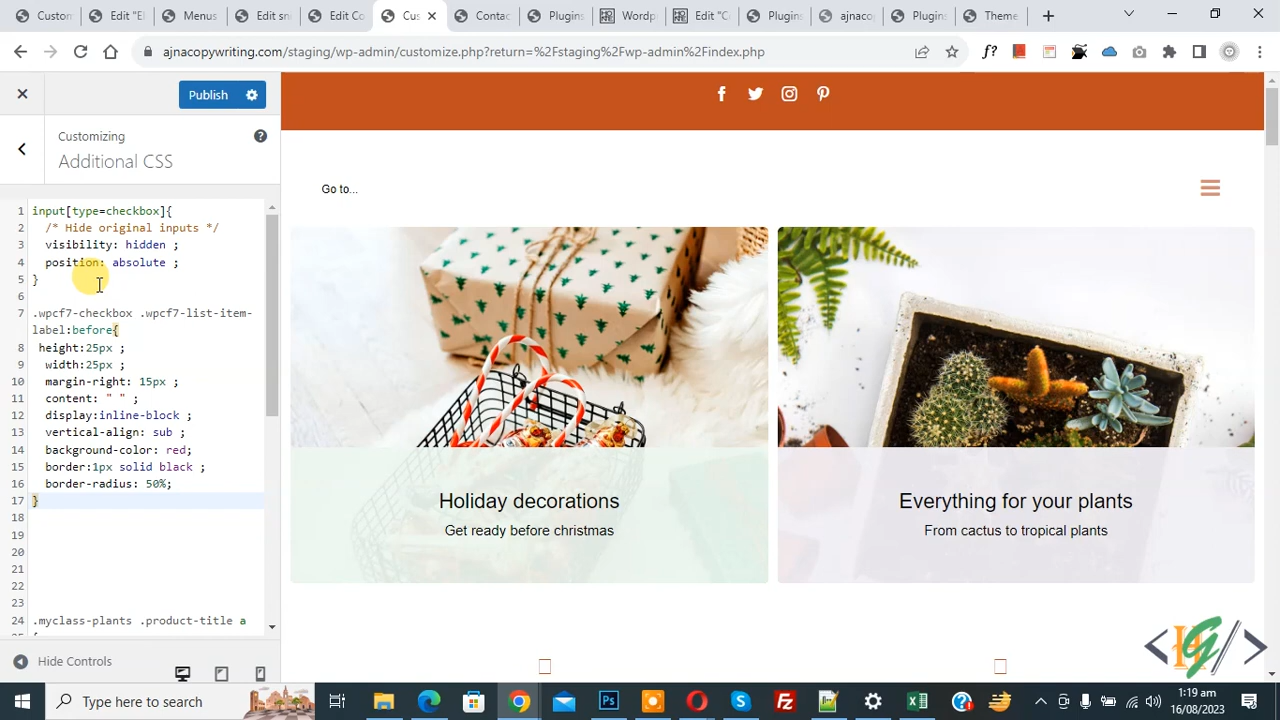 Custom
Edit "El
Menus
Edit sni
Edit Co
Cus
Contac
Plugins
Wordp
Edit "C
Plugins
ajnaco
Plugins
Theme
ajnacopywriting.com/staging/wp-admin/customize.php?return=%2Fstaging%2Fwp-admin%2Findex.php
Publish
Customizing
Additional CSS
1 input[type=checkbox]{
2 /* Hide original inputs */
3 visibility: hidden ;
4 position: absolute ;
5 }
6
7 .wpcf7-checkbox .wpcf7-list-item-
label:before{
8 height:25px ;
9 width:25px ;
10 margin-right: 15px ;
11 content: " " ;
12 display:inline-block ;
13 vertical-align: sub ;
14 background-color: red;
15 border:1px solid black ;
16 border-radius: 50%;
17 }
18
19
20
21
22
23
24 .myclass-plants .product-title a
Hide Controls
Go to...
Holiday decorations
Get ready before christmas
Everything for your plants
From cactus to tropical plants
Type here to search
1:19 am
16/08/2023